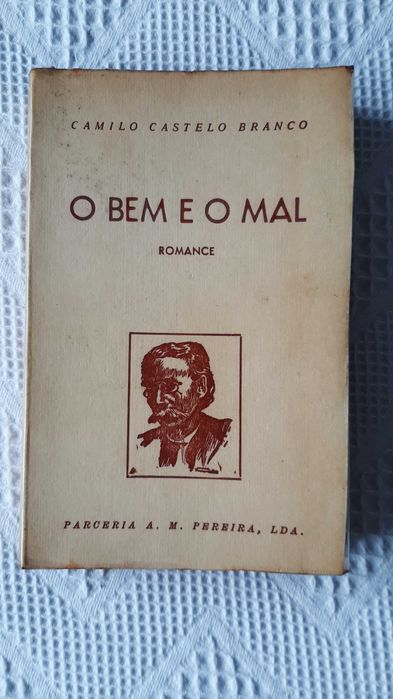 CAMILO CASTELO BRANCO
O BEM E O MAL
ROMANCE
PARCERIA A. M. PEREIRA, LDA.